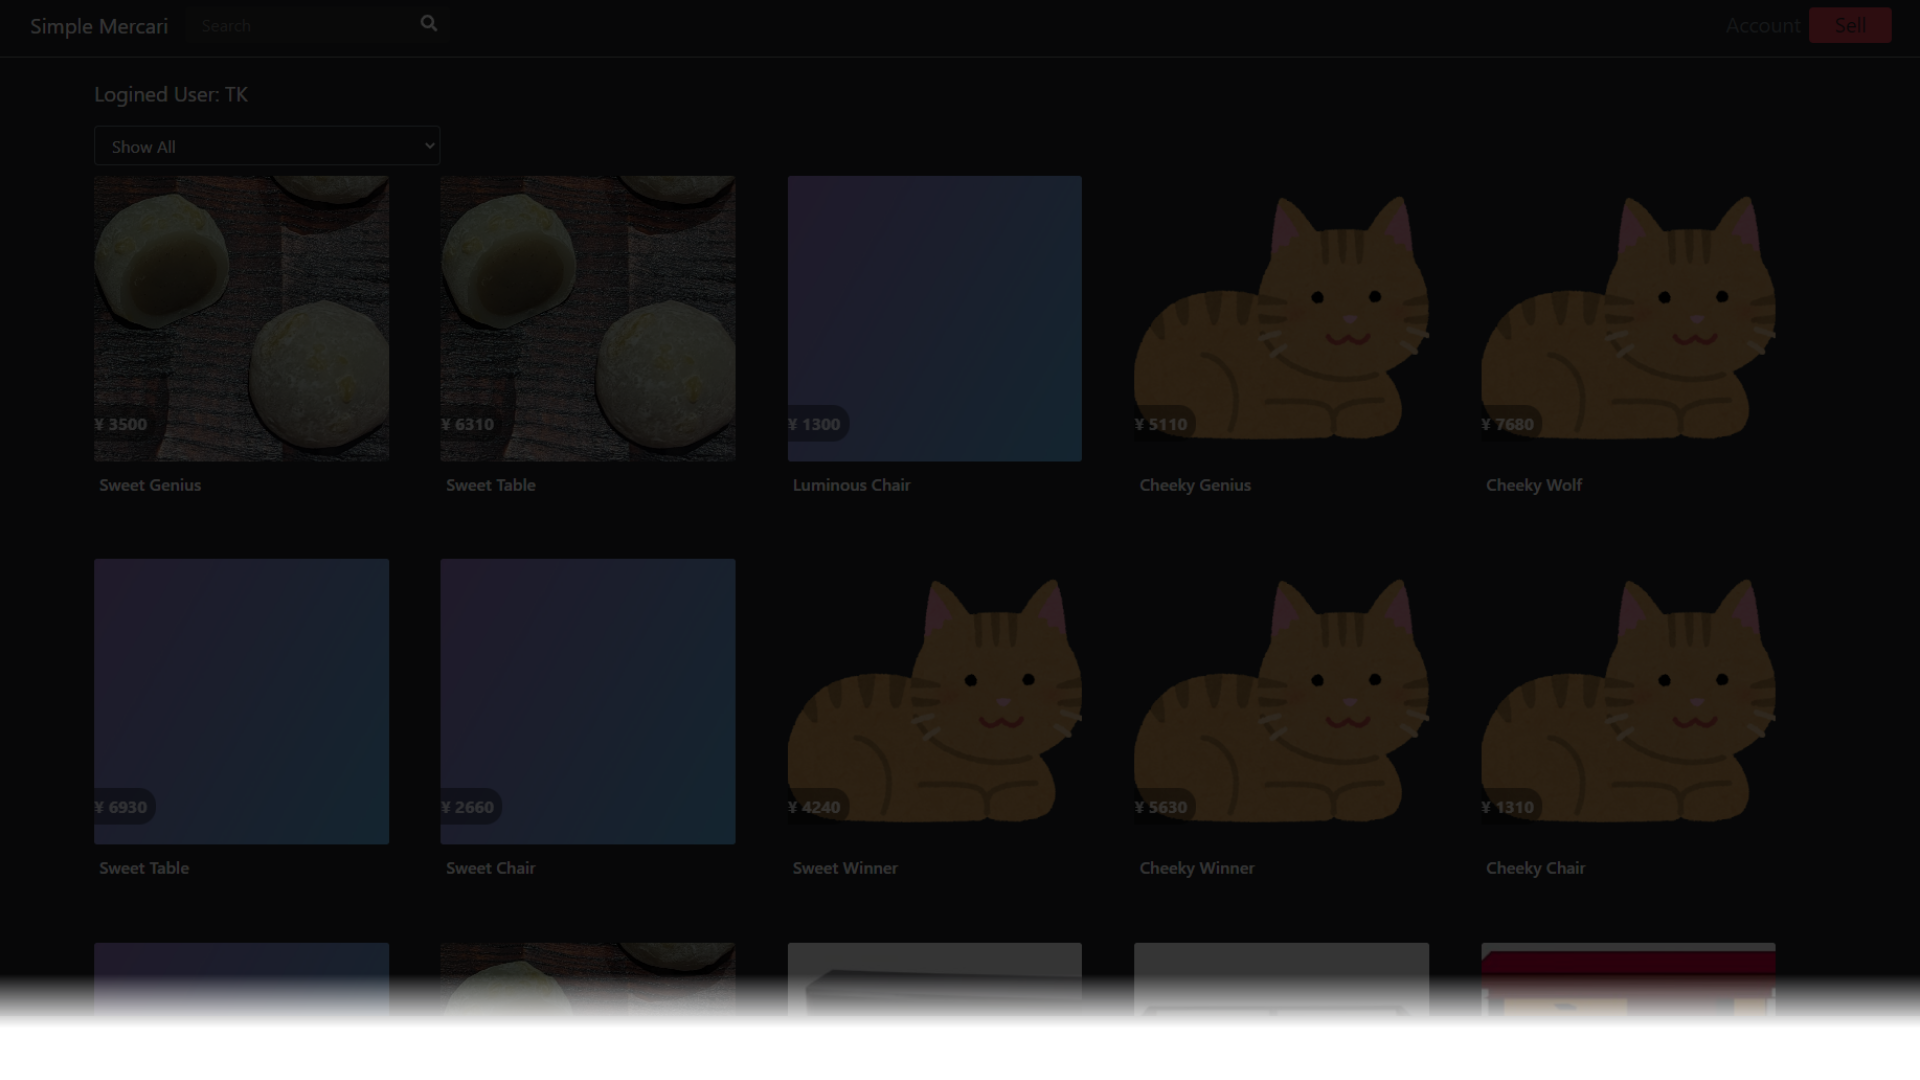 Simple Mercari Search Account Sell
Logined User: TK
Show All
¥ 3500 ¥ 6310 ¥ 1300 ¥ 5110 ¥ 7680
Sweet Genius Sweet Table Luminous Chair Cheeky Genius Cheeky Wolf
¥ 6930 ¥ 2660 ¥ 4240 ¥ 5630 ¥ 1310
Sweet Table Sweet Chair Sweet Winner Cheeky Winner Cheeky Chair